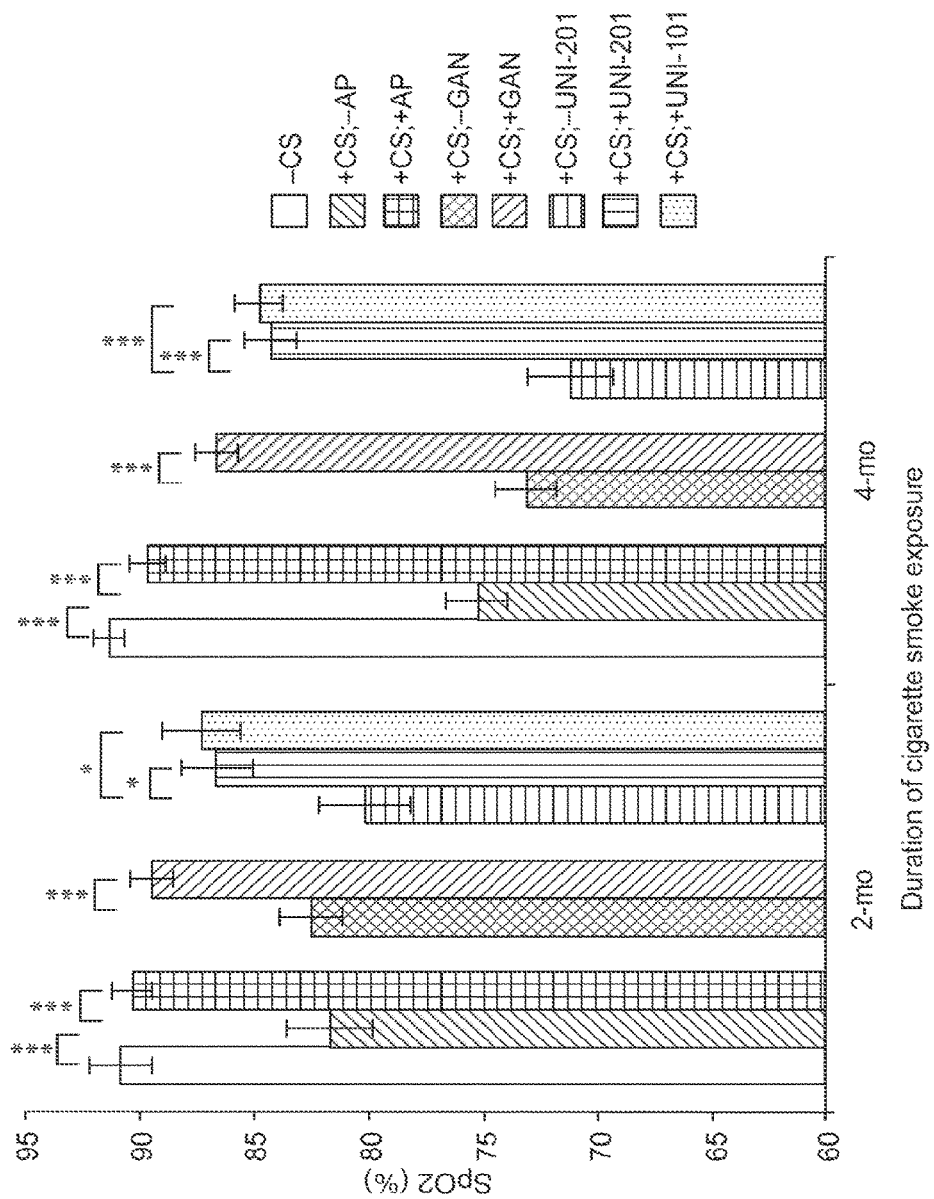 SpO2 (%)
95
90
85
80
75
70
65
60
***
***
***
*
*
***
***
***
***
***
2-mo
4-mo
Duration of cigarette smoke exposure
–CS
+CS;–AP
+CS;+AP
+CS;–GAN
+CS;+GAN
+CS;–UNI-201
+CS;+UNI-201
+CS;+UNI-101